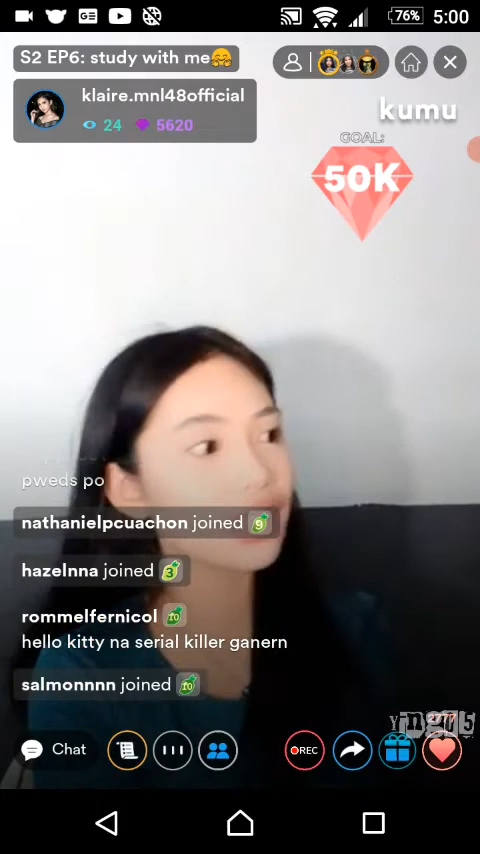 76% 5:00
S2 EP6: study with me🤗
klaire.mnl48official
24 5620
kumu
GOAL:
50K
pweds po
nathanielpcuachon joined 9
hazelnna joined 3
rommelfernicol 10
hello kitty na serial killer ganern
salmonnnn joined 10
2777
Chat
REC